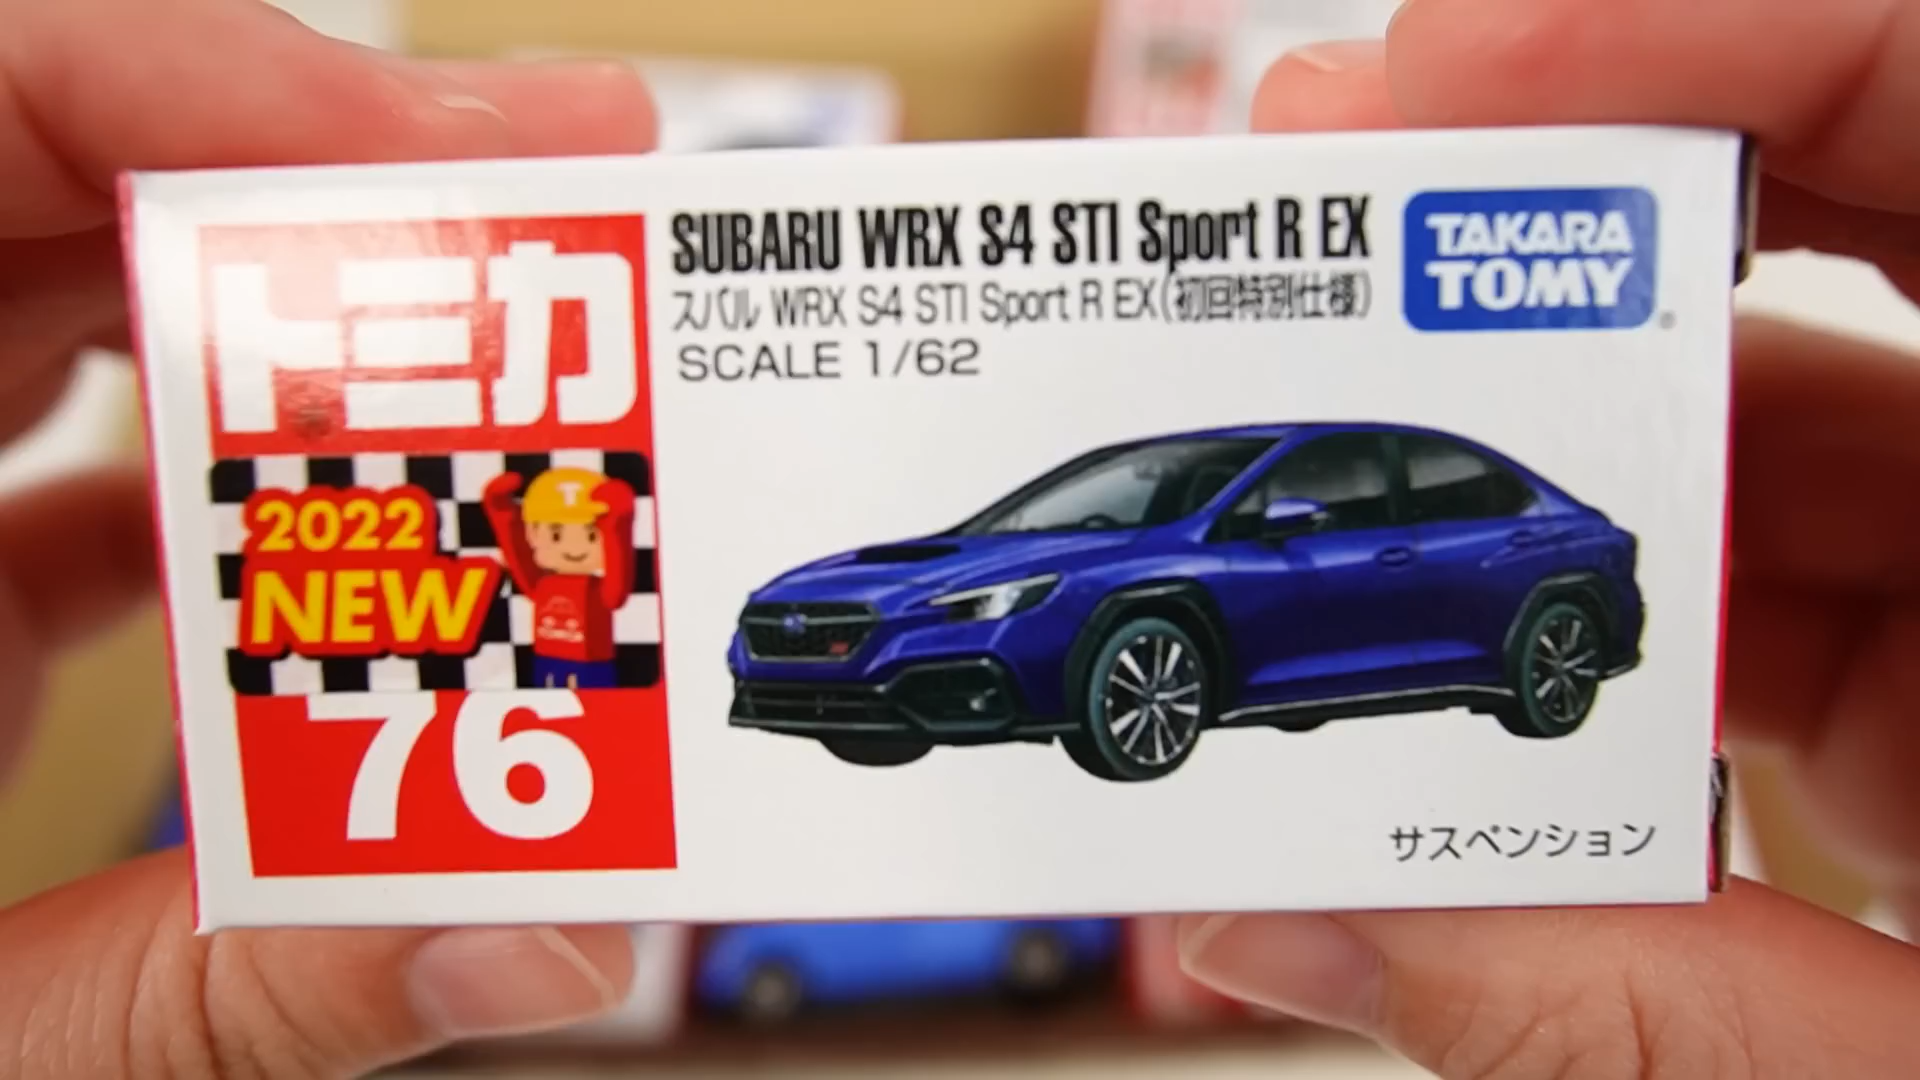 トミカ
2022
NEW
76
SUBARU WRX S4 STI Sport R EX
スバル WRX S4 STI Sport R EX(初回特別仕様)
SCALE 1/62
TAKARA
TOMY
®
T
サスペンション